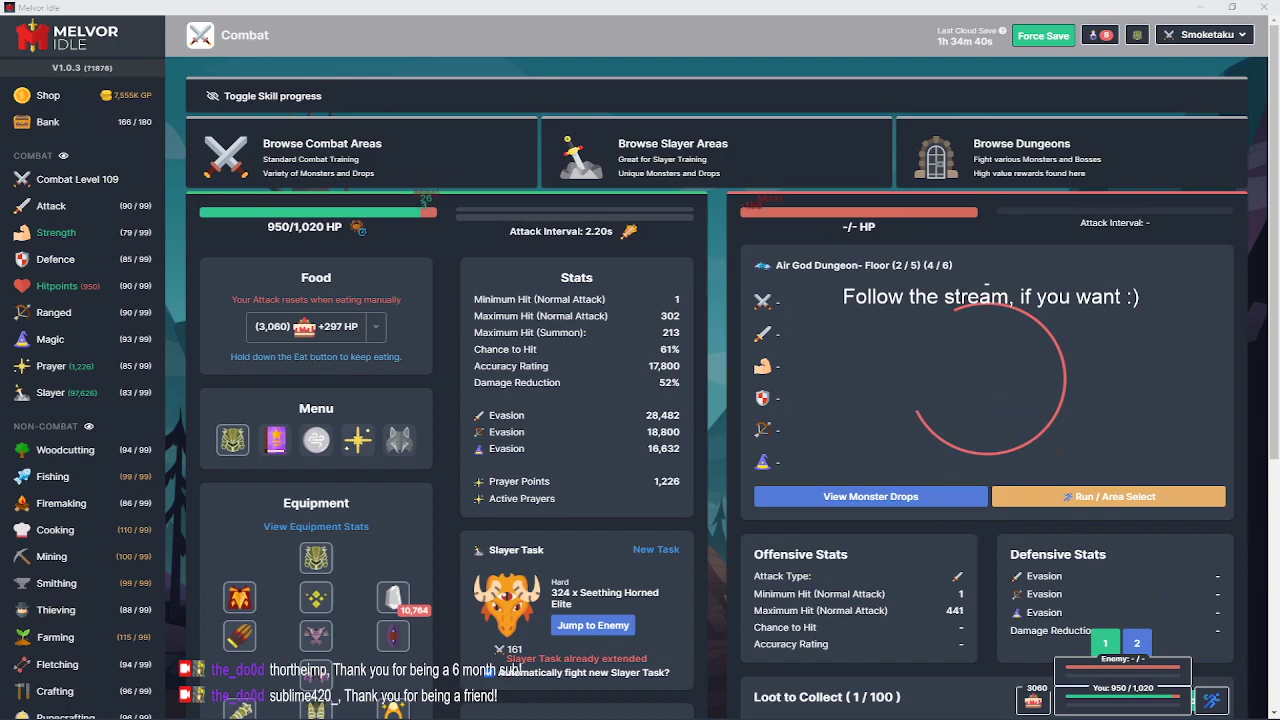 Melvor Idle
MELVOR
IDLE
V1.0.3 (?1876)
Shop
7,555K GP
Bank
166 / 180
COMBAT
Combat Level 109
Attack (90 / 99)
Strength (79 / 99)
Defence (85 / 99)
Hitpoints (950) (88 / 99)
Ranged (87 / 99)
Magic (93 / 99)
Prayer (1,226) (85 / 99)
Slayer (97,626) (83 / 99)
NON-COMBAT
Woodcutting (94 / 99)
Fishing (99 / 99)
Firemaking (86 / 99)
Cooking (110 / 99)
Mining (100 / 99)
Smithing (99 / 99)
Thieving (88 / 99)
Farming (115 / 99)
Fletching (84 / 99)
Crafting (96 / 99)
Combat
Last Cloud Save
1h 34m 40s
Force Save
8
Smoketaku
Toggle Skill progress
Browse Combat Areas
Standard Combat Training
Variety of Monsters and Drops
Browse Slayer Areas
Great for Slayer Training
Unique Monsters and Drops
Browse Dungeons
Fight various Monsters and Bosses
High value rewards found here
26
3
950/1,020 HP
Food
Your Attack resets when eating manually
(3,060) +297 HP
Hold down the Eat button to keep eating.
Menu
Equipment
View Equipment Stats
10,764
Attack Interval: 2.20s
Stats
Minimum Hit (Normal Attack) 1
Maximum Hit (Normal Attack) 302
Maximum Hit (Summon): 213
Chance to Hit 61%
Accuracy Rating 17,800
Damage Reduction 52%
Evasion 28,482
Evasion 18,800
Evasion 16,632
Prayer Points 1,226
Active Prayers
Slayer Task
New Task
Hard
324 x Seething Horned
Elite
Jump to Enemy
161
Slayer Task already extended
Automatically fight new Slayer Task?
the_do0d thortheinp, Thank you for being a 6 month sub!
the_do0d sublime420_, Thank you for being a friend!
-/- HP
Attack Interval: -
Air God Dungeon- Floor (2 / 5) (4 / 6)
Follow the stream, if you want :)
-
-
-
-
-
-
View Monster Drops
Run / Area Select
Offensive Stats
Attack Type:
Minimum Hit (Normal Attack) 1
Maximum Hit (Normal Attack) 441
Chance to Hit -
Accuracy Rating -
Defensive Stats
Evasion -
Evasion -
Evasion -
Damage Reduction -
1
2
Enemy: - / -
3060
You: 950 / 1,020
Loot to Collect ( 1 / 100 )